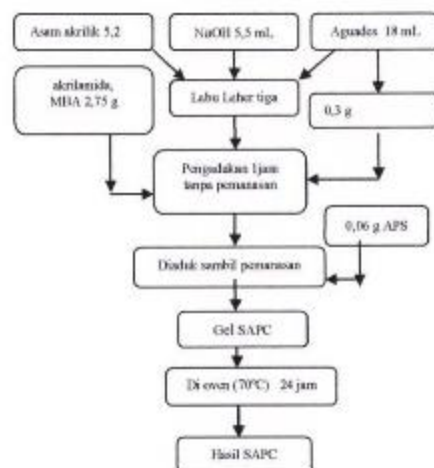 Asam akrilik 5,2
NaOH 5,5 mL
Aquades 18 mL
akrilamida,
MBA 2,75 g
Labu Leher tiga
0,3 g
Pengadukan 1jam
tanpa pemanasan
0,06 g APS
Diaduk sambil pemanasan
Gel SAPC
Di oven (70°C) 24 jam
Hasil SAPC